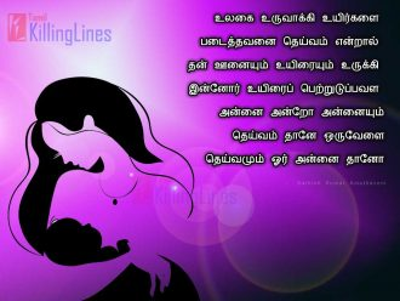 Tamil
KillingLines
உலகை உருவாக்கி உயிர்களை
படைத்தவனை தெய்வம் என்றால்
தன் ஊனையும் உயிரையும் உருக்கி
இன்னோர் உயிரைப் பெற்றுடுப்பவள
அன்னை அன்றோ அன்னையும்
தெய்வம் தானே ஒருவேளை
தெய்வமும் ஓர் அன்னை தானோ